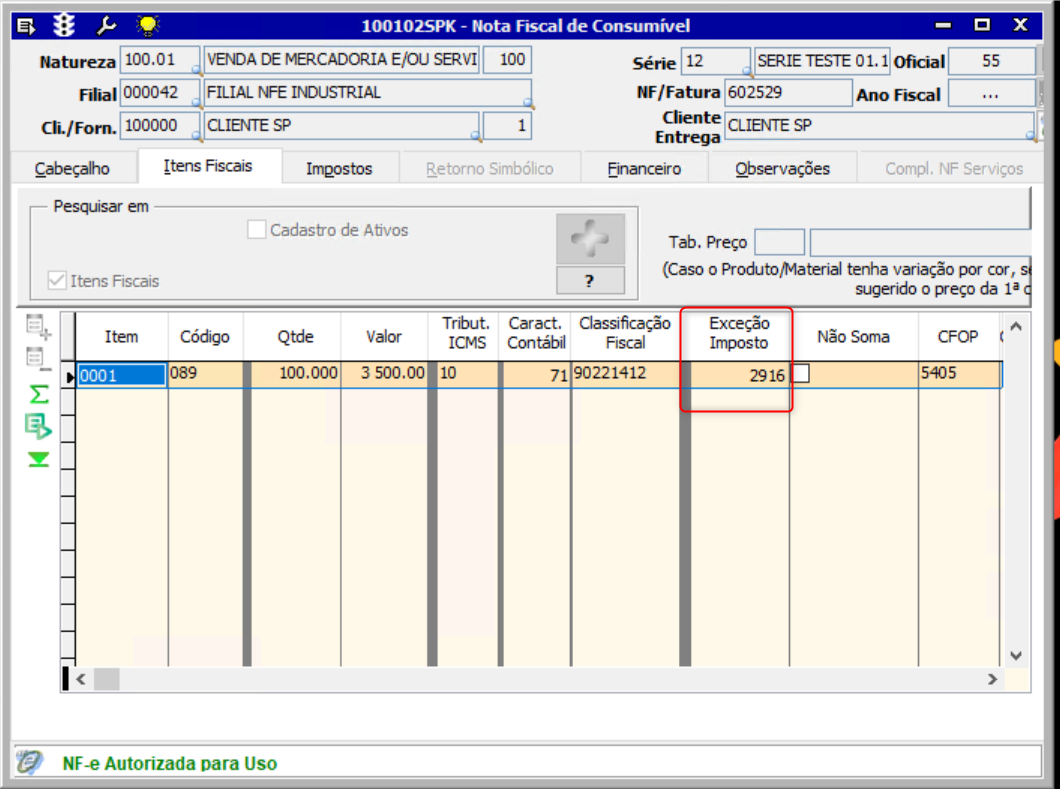 100102SPK - Nota Fiscal de Consumível
Natureza 100.01 VENDA DE MERCADORIA E/OU SERVI 100 Série 12 SERIE TESTE 01.1 Oficial 55
Filial 000042 FILIAL NFE INDUSTRIAL NF/Fatura 602529 Ano Fiscal ...
Cli./Forn. 100000 CLIENTE SP 1 Cliente Entrega CLIENTE SP
Cabeçalho Itens Fiscais Impostos Retorno Simbólico Financeiro Observações Compl. NF Serviços
Pesquisar em
Cadastro de Ativos
Itens Fiscais
?
Tab. Preço
(Caso o Produto/Material tenha variação por cor, se
sugerido o preço da 1ª c
Item Código Qtde Valor Tribut. ICMS Caract. Contábil Classificação Fiscal Exceção Imposto Não Soma CFOP
0001 089 100.000 3 500.00 10 71 90221412 2916 5405
NF-e Autorizada para Uso